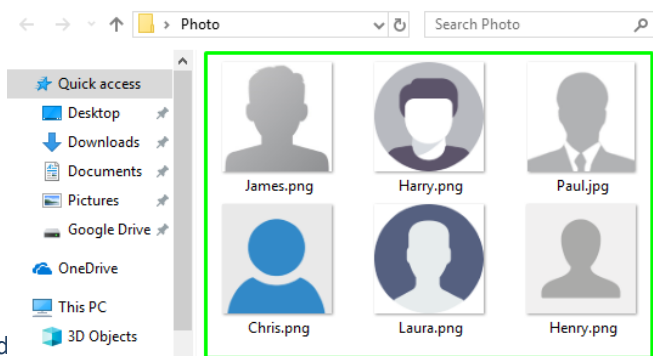 Photo
Search Photo
Quick access
Desktop
Downloads
Documents
Pictures
Google Drive
OneDrive
This PC
3D Objects
d
James.png
Harry.png
Paul.jpg
Chris.png
Laura.png
Henry.png